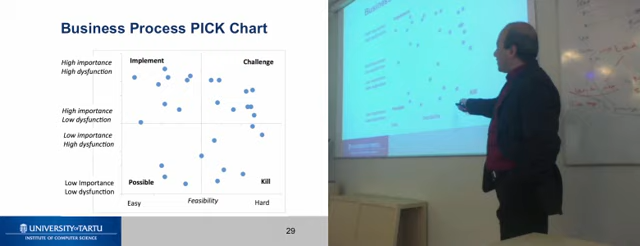 Business Process PICK Chart
High importance
High dysfunction
Implement
Challenge
High importance
Low dysfunction
Low importance
High dysfunction
Low Importance
Low dysfunction
Possible
Kill
Easy
Feasibility
Hard
UNIVERSITY OF TARTU
INSTITUTE OF COMPUTER SCIENCE
29
Kill